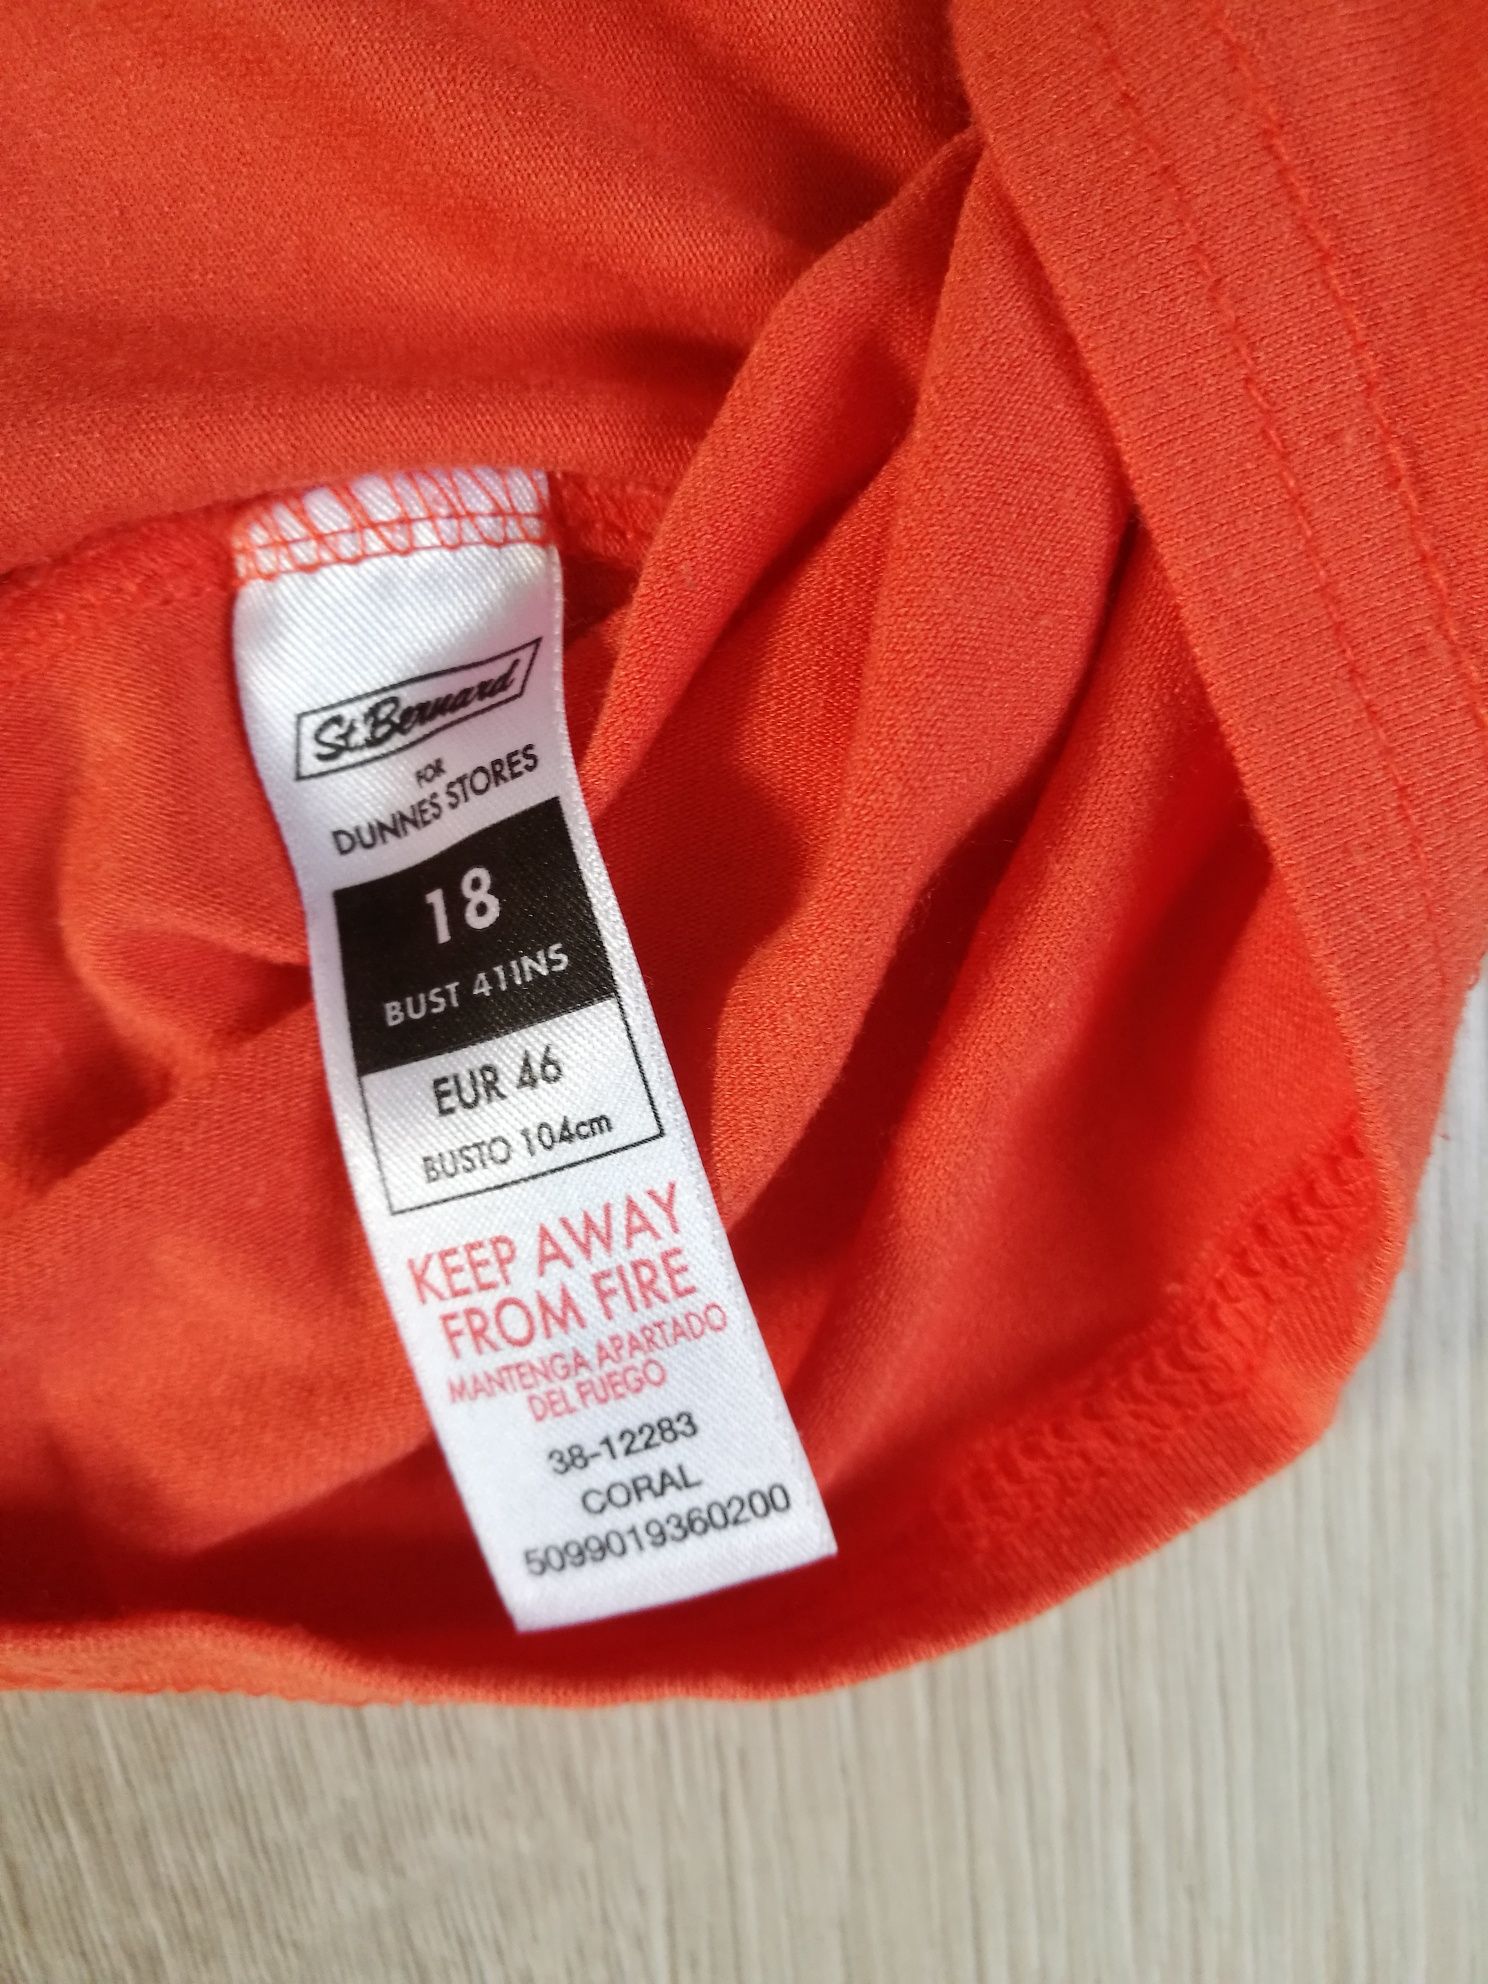 St.Bernard
FOR
DUNNES STORES
18
BUST 41INS
EUR 46
BUSTO 104cm
KEEP AWAY
FROM FIRE
MANTENGA APARTADO
DEL FUEGO
38-12283
CORAL
5099019360200